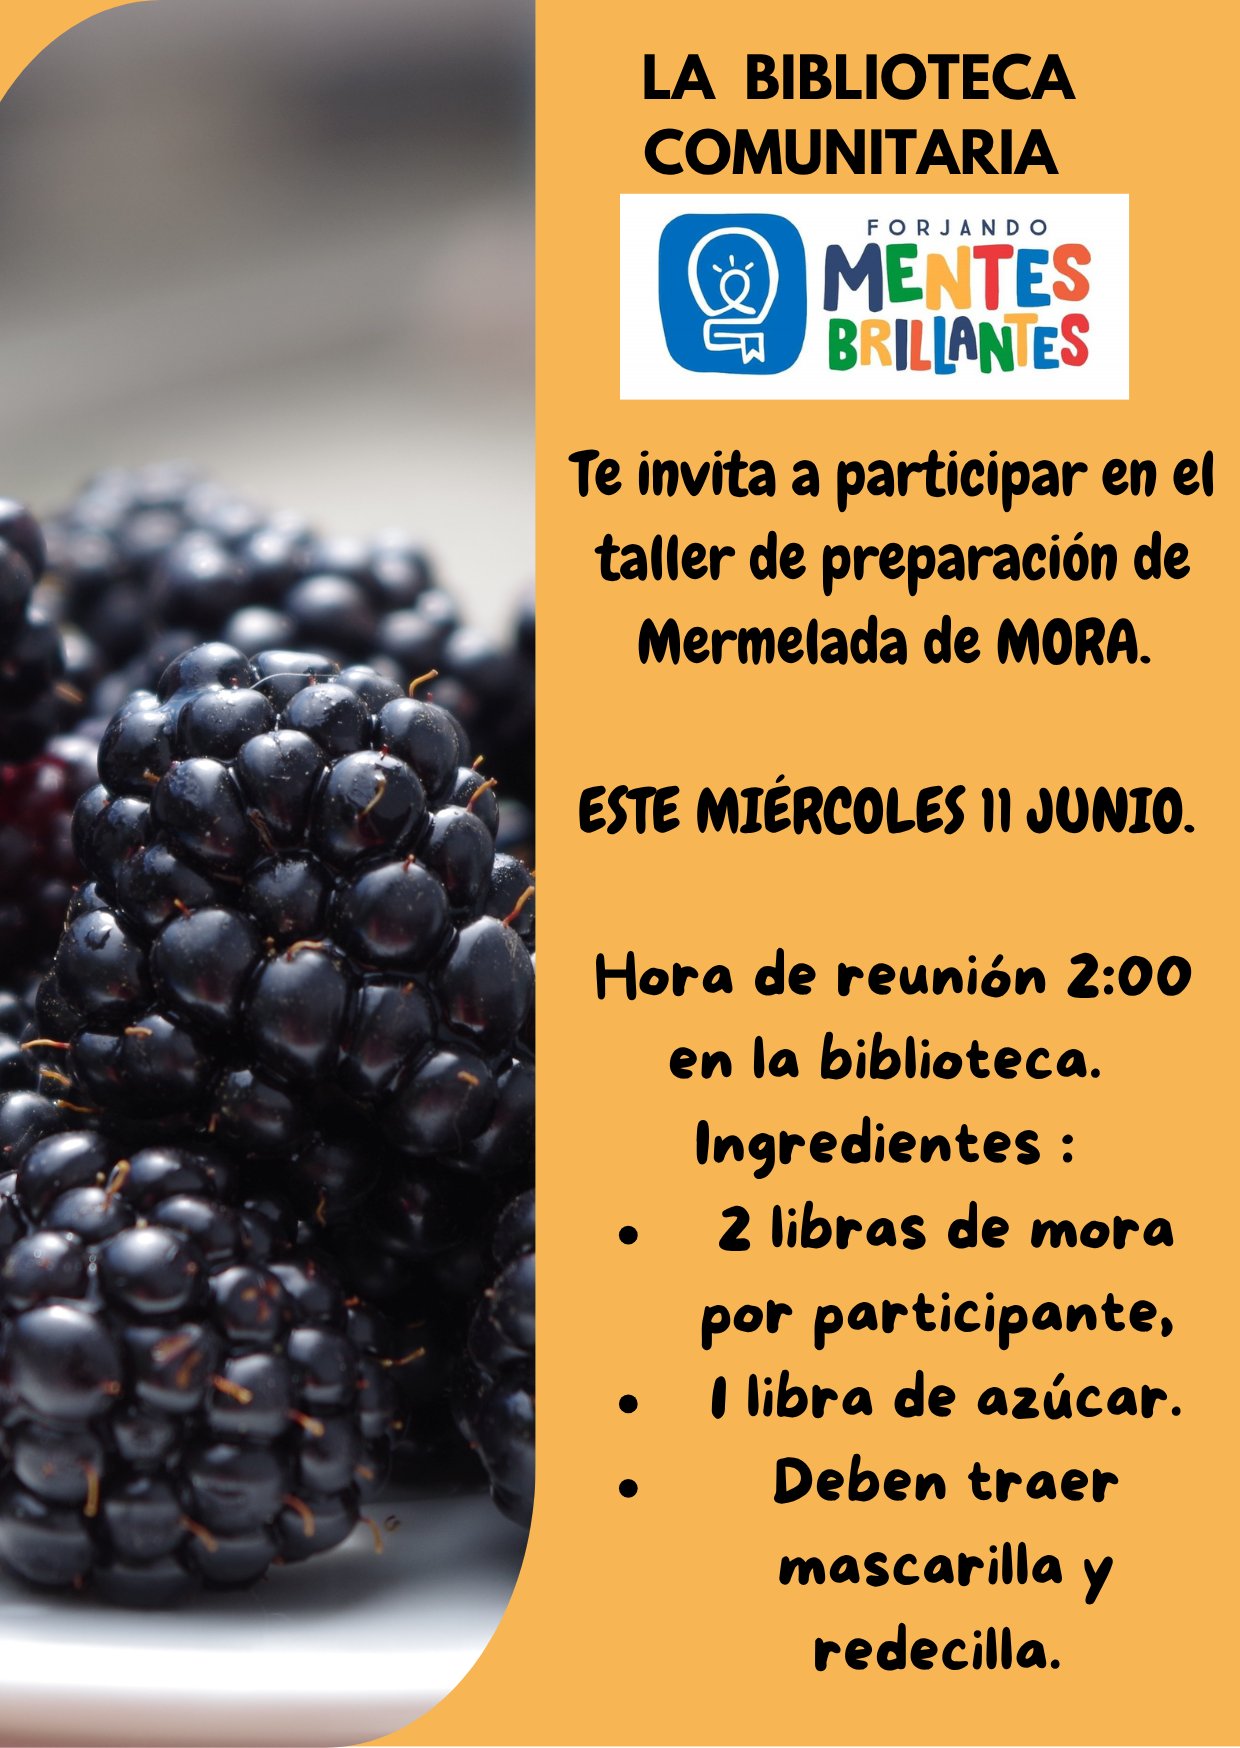 LA BIBLIOTECA
COMUNITARIA
FORJANDO
MENTES
BRILLANTES
Te invita a participar en el
taller de preparación de
Mermelada de MORA.
ESTE MIÉRCOLES 11 JUNIO.
Hora de reunión 2:00
en la biblioteca.
Ingredientes :
• 2 libras de mora
por participante,
• 1 libra de azúcar.
• Deben traer
mascarilla y
redecilla.